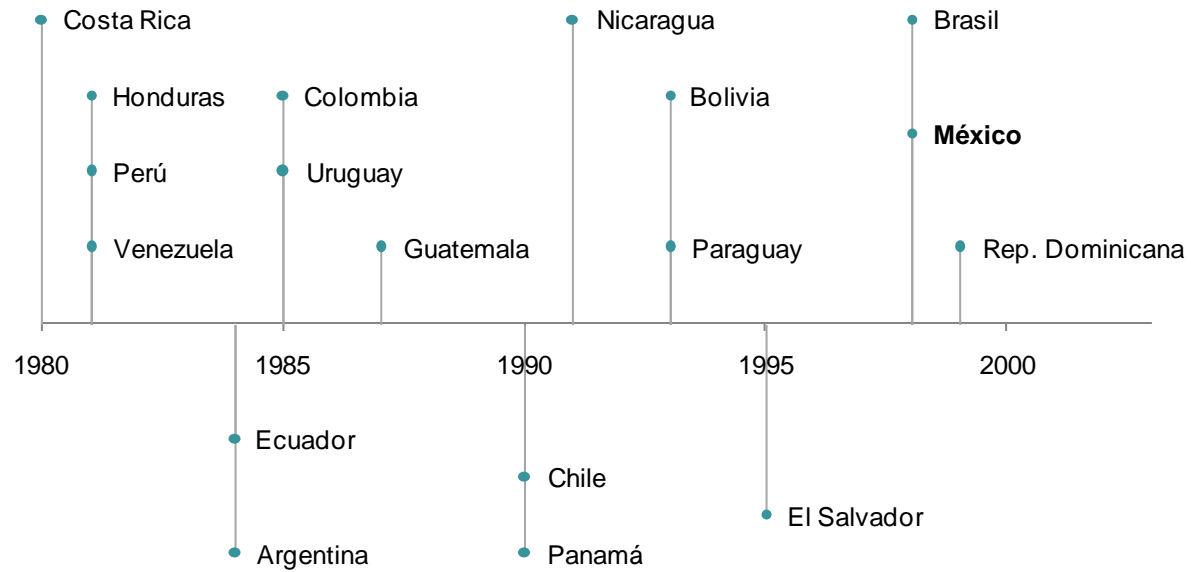 Costa Rica
Nicaragua
Brasil
Honduras
Colombia
Bolivia
México
Perú
Uruguay
Venezuela
Guatemala
Paraguay
Rep. Dominicana
1980
1985
1990
1995
2000
Ecuador
Chile
El Salvador
Argentina
Panamá